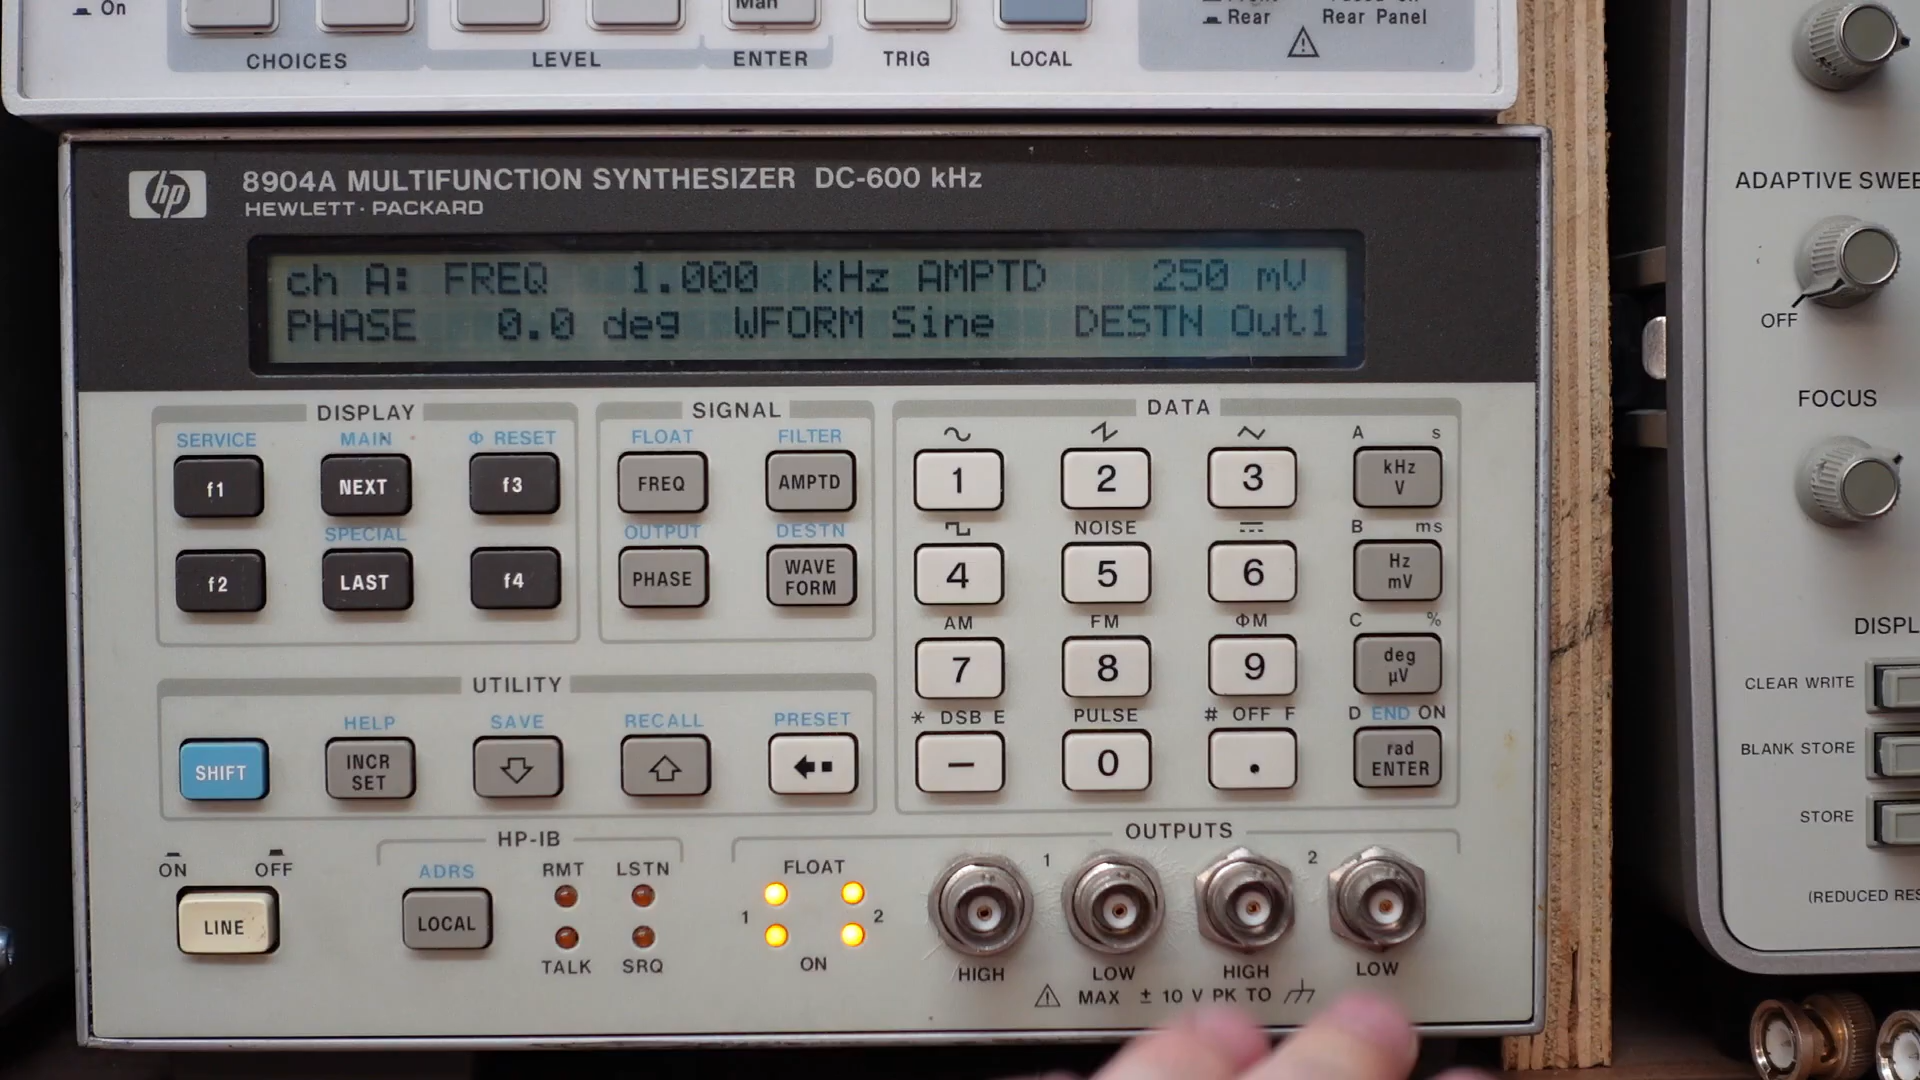 On
Man
Rear
Rear Panel
CHOICES
LEVEL
ENTER
TRIG
LOCAL
hp
8904A MULTIFUNCTION SYNTHESIZER DC-600 kHz
HEWLETT·PACKARD
ch A: FREQ 1.000 kHz AMPTD 250 mV
PHASE 0.0 deg WFORM Sine DESTN Out1
DISPLAY
SERVICE MAIN Φ RESET
f1 NEXT f3
SPECIAL
f2 LAST f4
SIGNAL
FLOAT FILTER
FREQ AMPTD
OUTPUT DESTN
PHASE WAVE FORM
DATA
A s
1 2 3 kHz V
NOISE B ms
4 5 6 Hz mV
AM FM ΦM C %
7 8 9 deg µV
* DSB E PULSE # OFF F D END ON
− 0 . rad ENTER
UTILITY
HELP SAVE RECALL PRESET
SHIFT INCR SET
ON OFF
LINE
HP-IB
ADRS RMT LSTN
LOCAL
TALK SRQ
FLOAT
1 2
ON
OUTPUTS
1 2
HIGH LOW HIGH LOW
MAX ± 10 V PK TO
ADAPTIVE SWEE
OFF
FOCUS
DISPL
CLEAR WRITE
BLANK STORE
STORE
(REDUCED RES